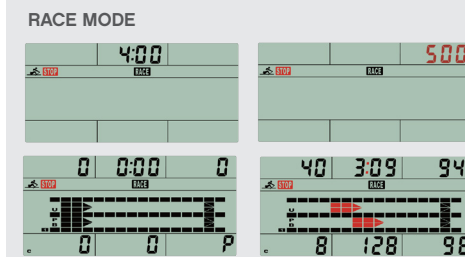 RACE MODE
4:00
STOP RACE
500
STOP RACE
0 0:00 0
STOP RACE
0 0 P
40 3:09 94
STOP RACE
8 128 98